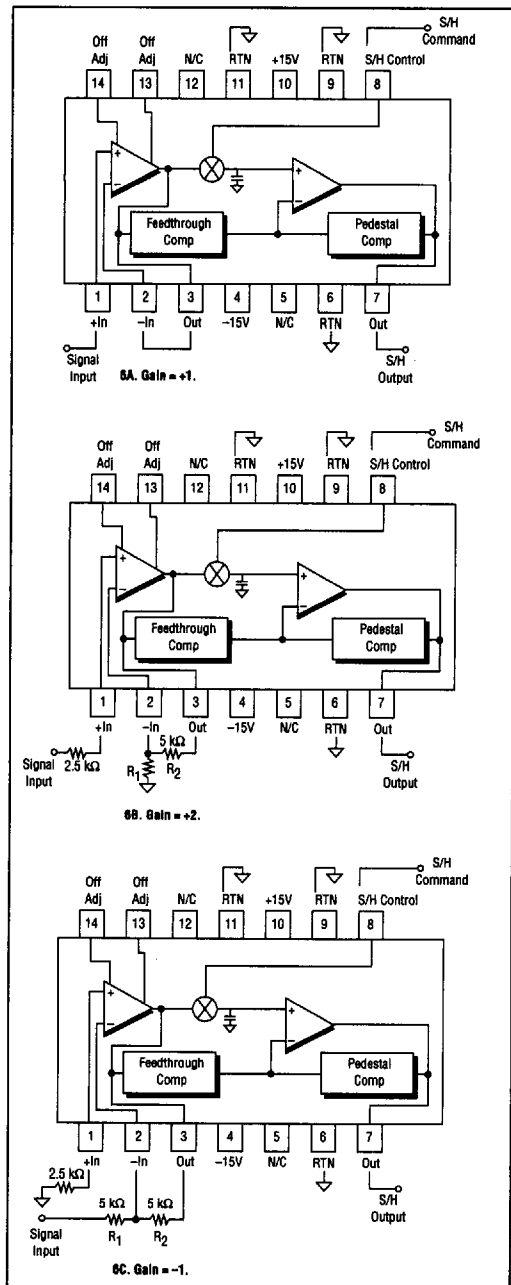 S/H
Command
Off Off
Adj Adj N/C RTN +15V RTN S/H Control
14 13 12 11 10 9 8
+
−
+
−
Feedthrough
Comp
Pedestal
Comp
1 2 3 4 5 6 7
+In −In Out −15V N/C RTN Out
Signal
Input
S/H
Output
6A. Gain = +1.
S/H
Command
Off Off
Adj Adj N/C RTN +15V RTN S/H Control
14 13 12 11 10 9 8
+
−
+
−
Feedthrough
Comp
Pedestal
Comp
1 2 3 4 5 6 7
+In −In Out −15V N/C RTN Out
5 kΩ
Signal
Input
2.5 kΩ
R1
R2
S/H
Output
6B. Gain = +2.
S/H
Command
Off Off
Adj Adj N/C RTN +15V RTN S/H Control
14 13 12 11 10 9 8
+
−
+
−
Feedthrough
Comp
Pedestal
Comp
1 2 3 4 5 6 7
+In −In Out −15V N/C RTN Out
2.5 kΩ
5 kΩ 5 kΩ
Signal
Input
R1 R2
S/H
Output
6C. Gain = −1.